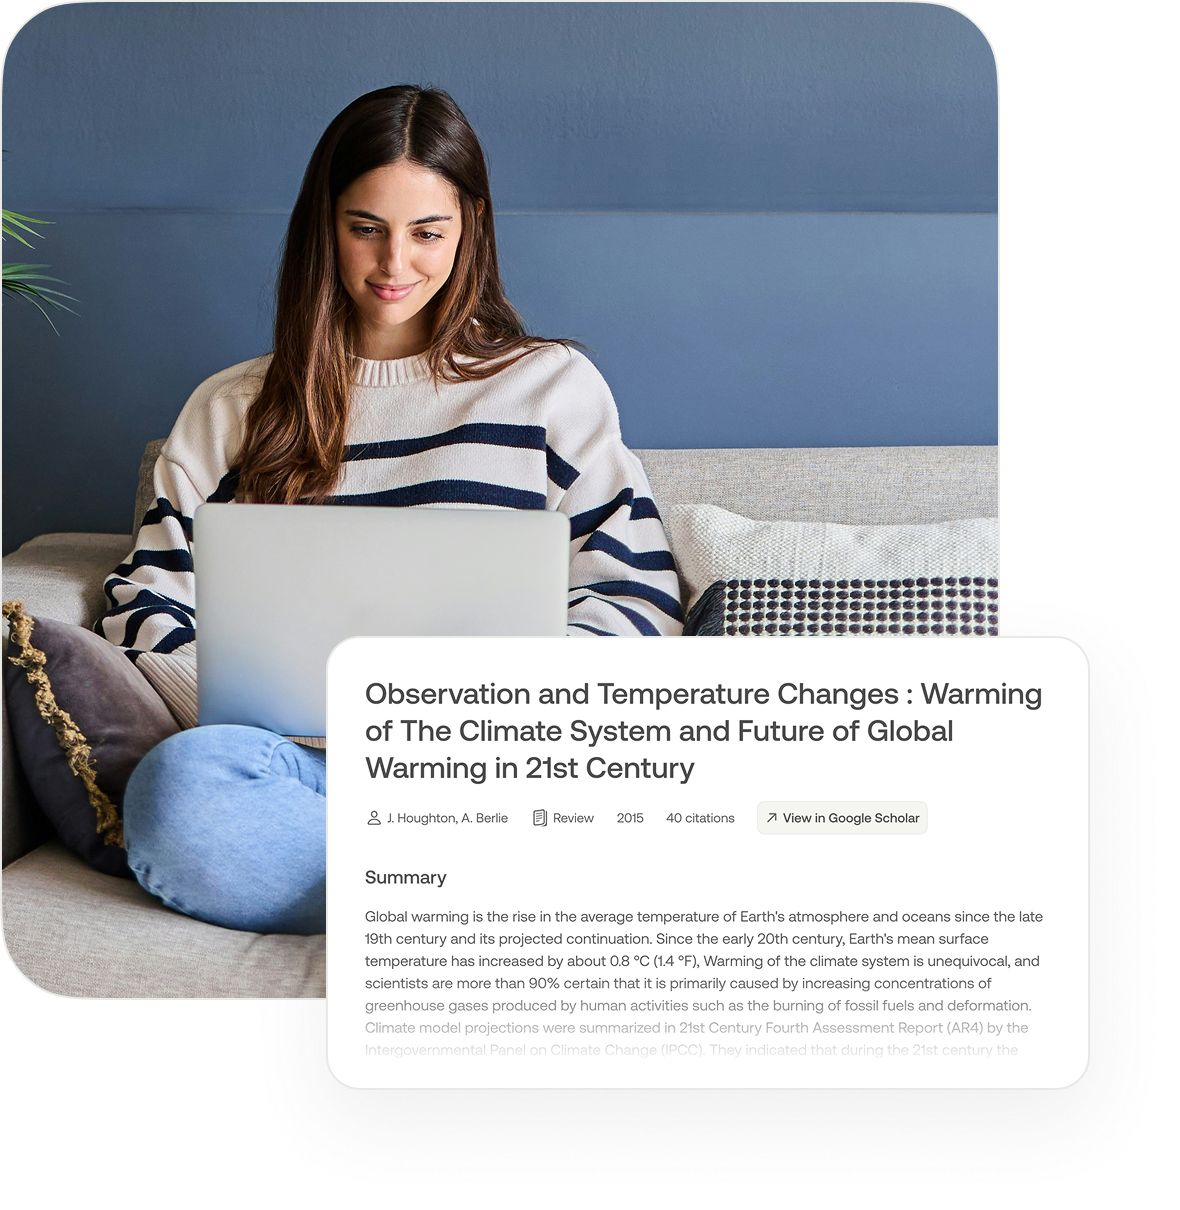 Observation and Temperature Changes : Warming
of The Climate System and Future of Global
Warming in 21st Century
J. Houghton, A. Berlie Review 2015 40 citations View in Google Scholar
Summary
Global warming is the rise in the average temperature of Earth's atmosphere and oceans since the late
19th century and its projected continuation. Since the early 20th century, Earth's mean surface
temperature has increased by about 0.8 °C (1.4 °F), Warming of the climate system is unequivocal, and
scientists are more than 90% certain that it is primarily caused by increasing concentrations of
greenhouse gases produced by human activities such as the burning of fossil fuels and deformation.
Climate model projections were summarized in 21st Century Fourth Assessment Report (AR4) by the
Intergovernmental Panel on Climate Change (IPCC). They indicated that during the 21st century the